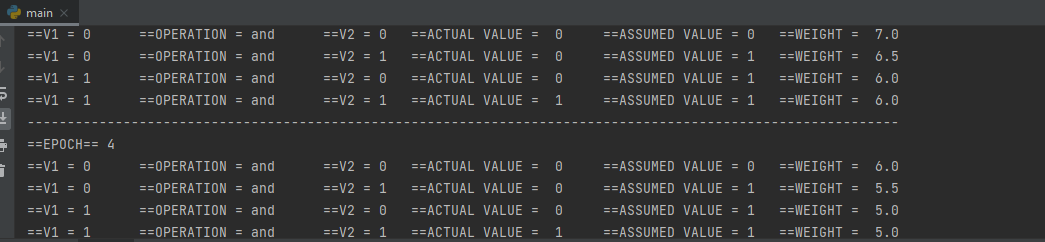 main
==V1 = 0 ==OPERATION = and ==V2 = 0 ==ACTUAL VALUE = 0 ==ASSUMED VALUE = 0 ==WEIGHT = 7.0
==V1 = 0 ==OPERATION = and ==V2 = 1 ==ACTUAL VALUE = 0 ==ASSUMED VALUE = 1 ==WEIGHT = 6.5
==V1 = 1 ==OPERATION = and ==V2 = 0 ==ACTUAL VALUE = 0 ==ASSUMED VALUE = 1 ==WEIGHT = 6.0
==V1 = 1 ==OPERATION = and ==V2 = 1 ==ACTUAL VALUE = 1 ==ASSUMED VALUE = 1 ==WEIGHT = 6.0
------------------------------------------------------------------------------------------------------------
==EPOCH== 4
==V1 = 0 ==OPERATION = and ==V2 = 0 ==ACTUAL VALUE = 0 ==ASSUMED VALUE = 0 ==WEIGHT = 6.0
==V1 = 0 ==OPERATION = and ==V2 = 1 ==ACTUAL VALUE = 0 ==ASSUMED VALUE = 1 ==WEIGHT = 5.5
==V1 = 1 ==OPERATION = and ==V2 = 0 ==ACTUAL VALUE = 0 ==ASSUMED VALUE = 1 ==WEIGHT = 5.0
==V1 = 1 ==OPERATION = and ==V2 = 1 ==ACTUAL VALUE = 1 ==ASSUMED VALUE = 1 ==WEIGHT = 5.0